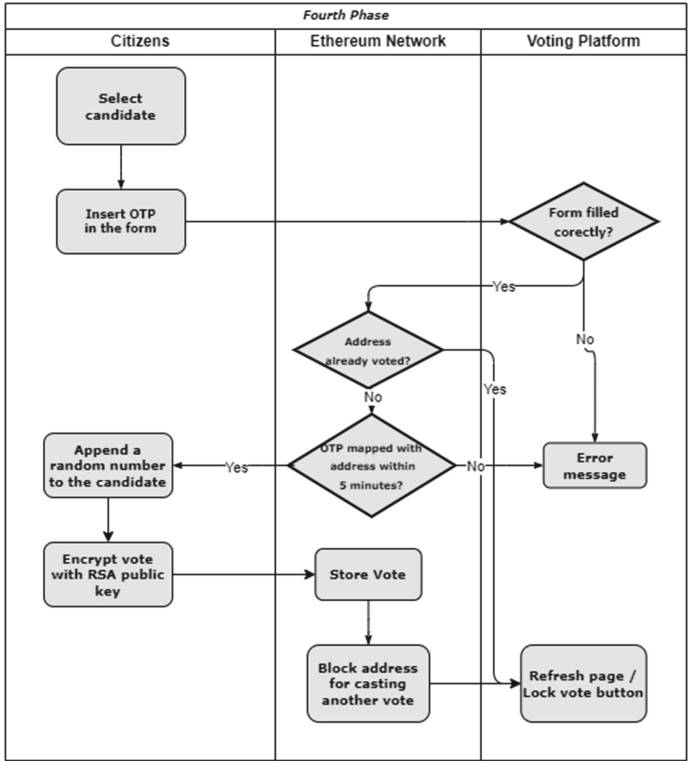 Fourth Phase
Citizens
Ethereum Network
Voting Platform
Select
candidate
Insert OTP
in the form
Form filled
corectly?
Yes
No
Address
already voted?
Yes
No
OTP mapped with
address within
5 minutes?
Yes
No
Error
message
Append a
random number
to the candidate
Encrypt vote
with RSA public
key
Store Vote
Block address
for casting
another vote
Refresh page /
Lock vote button